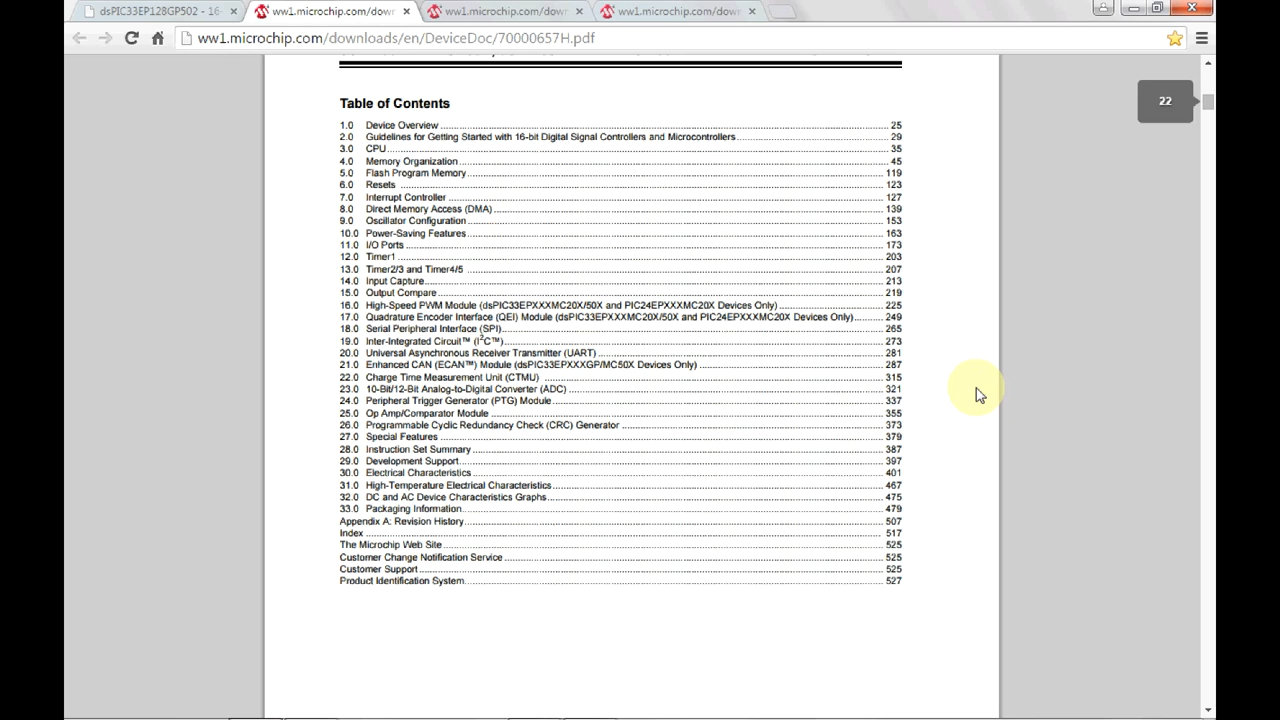 dsPIC33EP128GP502 - 16-
ww1.microchip.com/down
ww1.microchip.com/down
ww1.microchip.com/down
ww1.microchip.com/downloads/en/DeviceDoc/70000657H.pdf
22
Table of Contents
1.0 Device Overview 25
2.0 Guidelines for Getting Started with 16-bit Digital Signal Controllers and Microcontrollers 29
3.0 CPU 35
4.0 Memory Organization 45
5.0 Flash Program Memory 119
6.0 Resets 123
7.0 Interrupt Controller 127
8.0 Direct Memory Access (DMA) 139
9.0 Oscillator Configuration 153
10.0 Power-Saving Features 163
11.0 I/O Ports 173
12.0 Timer1 203
13.0 Timer2/3 and Timer4/5 207
14.0 Input Capture 213
15.0 Output Compare 219
16.0 High-Speed PWM Module (dsPIC33EPXXXMC20X/50X and PIC24EPXXXMC20X Devices Only) 225
17.0 Quadrature Encoder Interface (QEI) Module (dsPIC33EPXXXMC20X/50X and PIC24EPXXXMC20X Devices Only) 249
18.0 Serial Peripheral Interface (SPI) 265
19.0 Inter-Integrated Circuit™ (I²C™) 273
20.0 Universal Asynchronous Receiver Transmitter (UART) 281
21.0 Enhanced CAN (ECAN™) Module (dsPIC33EPXXXGP/MC50X Devices Only) 287
22.0 Charge Time Measurement Unit (CTMU) 315
23.0 10-Bit/12-Bit Analog-to-Digital Converter (ADC) 321
24.0 Peripheral Trigger Generator (PTG) Module 337
25.0 Op Amp/Comparator Module 355
26.0 Programmable Cyclic Redundancy Check (CRC) Generator 373
27.0 Special Features 379
28.0 Instruction Set Summary 387
29.0 Development Support 397
30.0 Electrical Characteristics 401
31.0 High-Temperature Electrical Characteristics 467
32.0 DC and AC Device Characteristics Graphs 475
33.0 Packaging Information 479
Appendix A: Revision History 507
Index 517
The Microchip Web Site 525
Customer Change Notification Service 525
Customer Support 525
Product Identification System 527